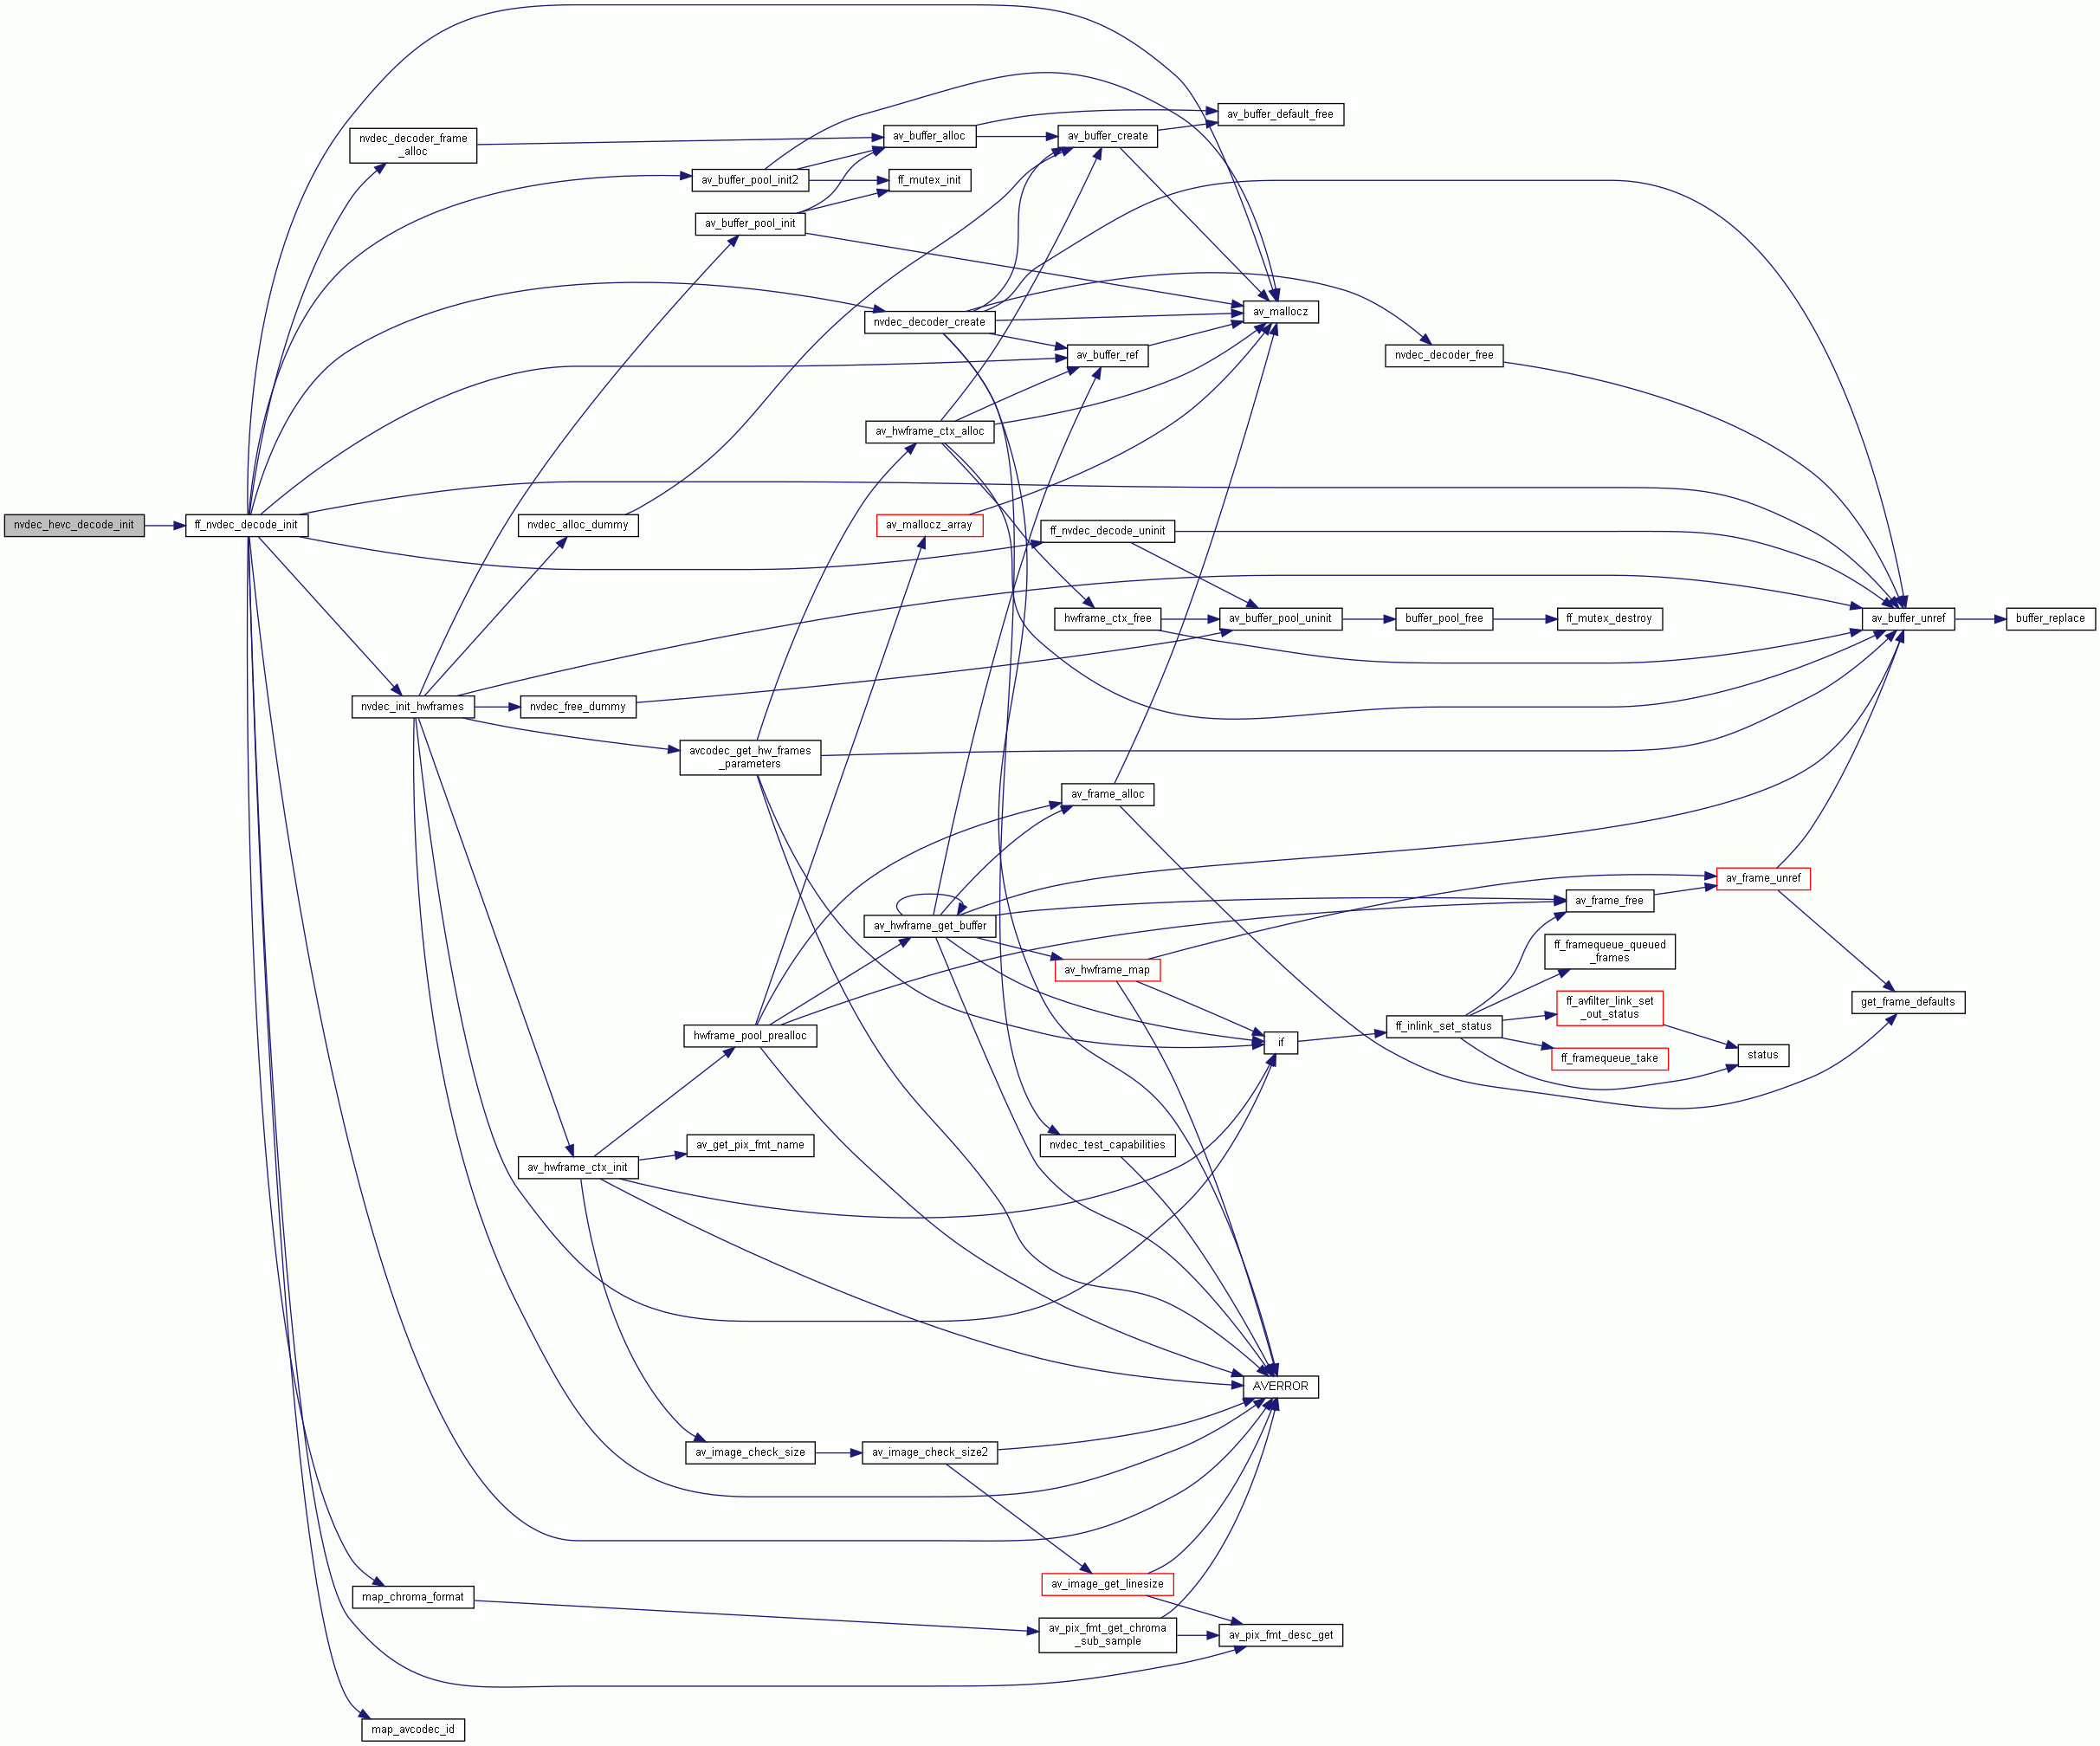 nvdec_hevc_decode_init
ff_nvdec_decode_init
nvdec_decoder_frame
_alloc
av_buffer_pool_init2
av_buffer_pool_init
av_buffer_alloc
ff_mutex_init
av_buffer_create
av_buffer_default_free
nvdec_decoder_create
av_mallocz
av_buffer_ref
nvdec_decoder_free
av_hwframe_ctx_alloc
nvdec_alloc_dummy
av_mallocz_array
ff_nvdec_decode_uninit
hwframe_ctx_free
av_buffer_pool_uninit
buffer_pool_free
ff_mutex_destroy
av_buffer_unref
buffer_replace
nvdec_init_hwframes
nvdec_free_dummy
avcodec_get_hw_frames
_parameters
av_frame_alloc
av_hwframe_get_buffer
av_frame_unref
av_frame_free
ff_framequeue_queued
_frames
av_hwframe_map
ff_avfilter_link_set
_out_status
get_frame_defaults
hwframe_pool_prealloc
if
ff_inlink_set_status
status
ff_framequeue_take
av_get_pix_fmt_name
nvdec_test_capabilities
av_hwframe_ctx_init
AVERROR
av_image_check_size
av_image_check_size2
av_image_get_linesize
map_chroma_format
av_pix_fmt_get_chroma
_sub_sample
av_pix_fmt_desc_get
map_avcodec_id